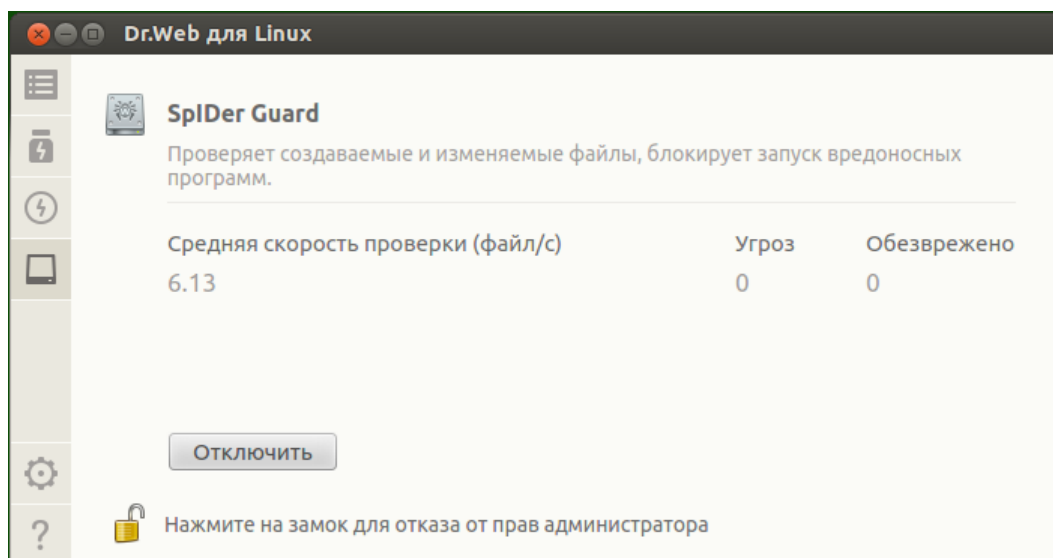 Dr.Web для Linux
SpIDer Guard
Проверяет создаваемые и изменяемые файлы, блокирует запуск вредоносных
программ.
Средняя скорость проверки (файл/с) Угроз Обезврежено
6.13 0 0
Отключить
Нажмите на замок для отказа от прав администратора